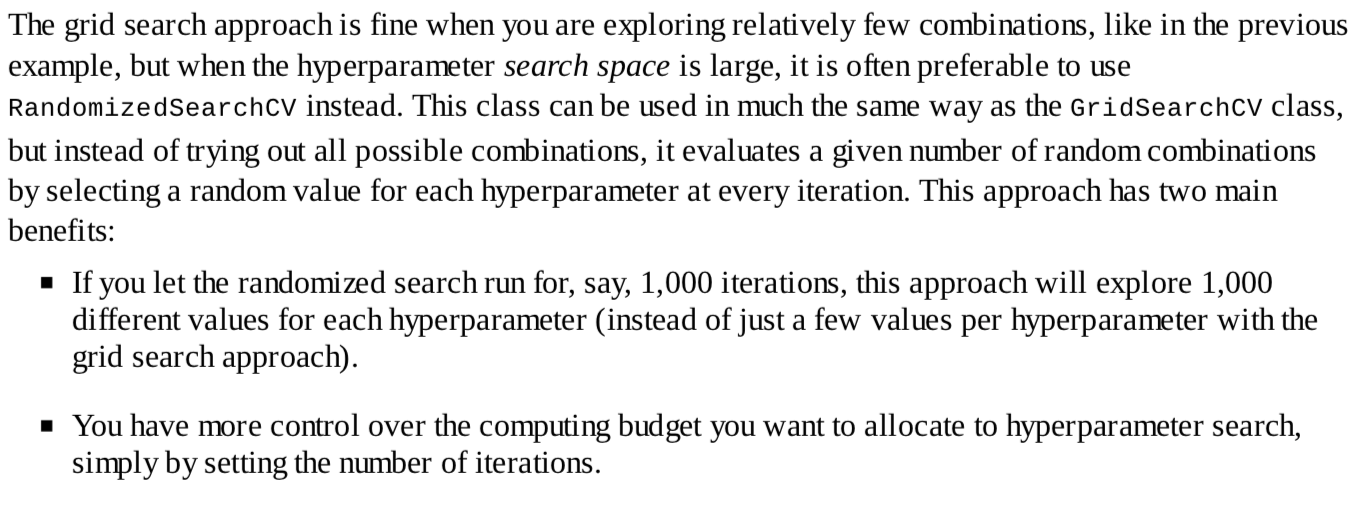 The grid search approach is fine when you are exploring relatively few combinations, like in the previous
example, but when the hyperparameter search space is large, it is often preferable to use
RandomizedSearchCV instead. This class can be used in much the same way as the GridSearchCV class,
but instead of trying out all possible combinations, it evaluates a given number of random combinations
by selecting a random value for each hyperparameter at every iteration. This approach has two main
benefits:
▪ If you let the randomized search run for, say, 1,000 iterations, this approach will explore 1,000
different values for each hyperparameter (instead of just a few values per hyperparameter with the
grid search approach).
▪ You have more control over the computing budget you want to allocate to hyperparameter search,
simply by setting the number of iterations.